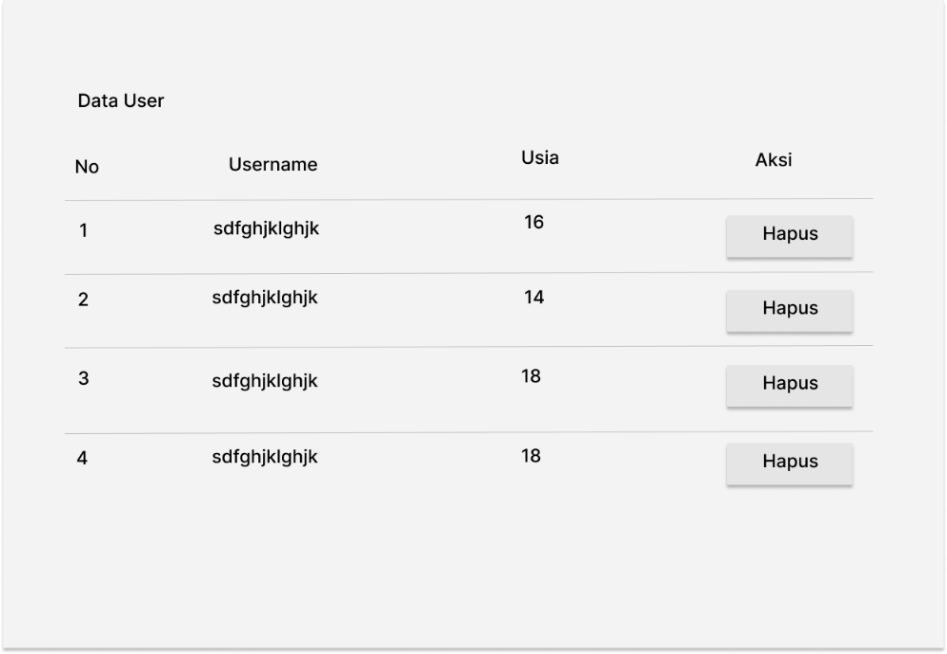 Data User
No Username Usia Aksi
1 sdfghjklghjk 16 Hapus
2 sdfghjklghjk 14 Hapus
3 sdfghjklghjk 18 Hapus
4 sdfghjklghjk 18 Hapus